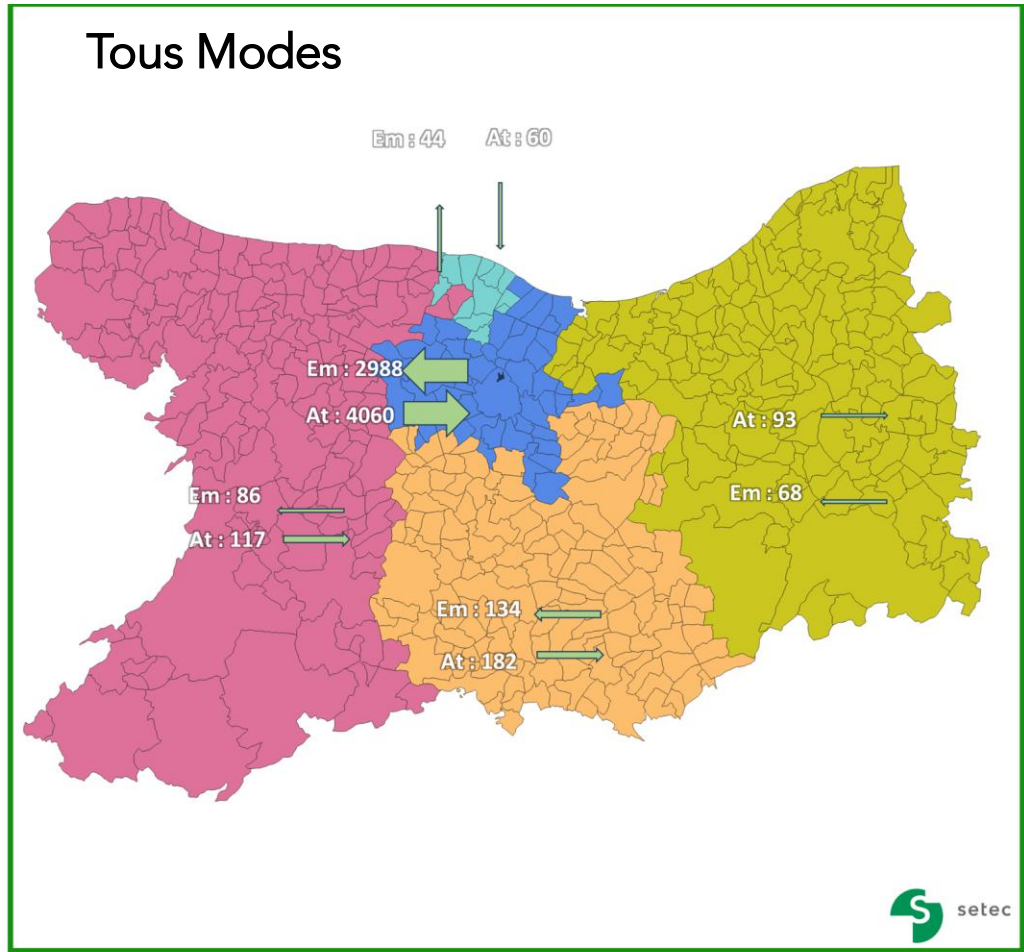 Tous Modes
Em : 44
At : 60
Em : 2988
At : 4060
At : 93
Em : 68
Em : 86
At : 117
Em : 134
At : 182
S
setec